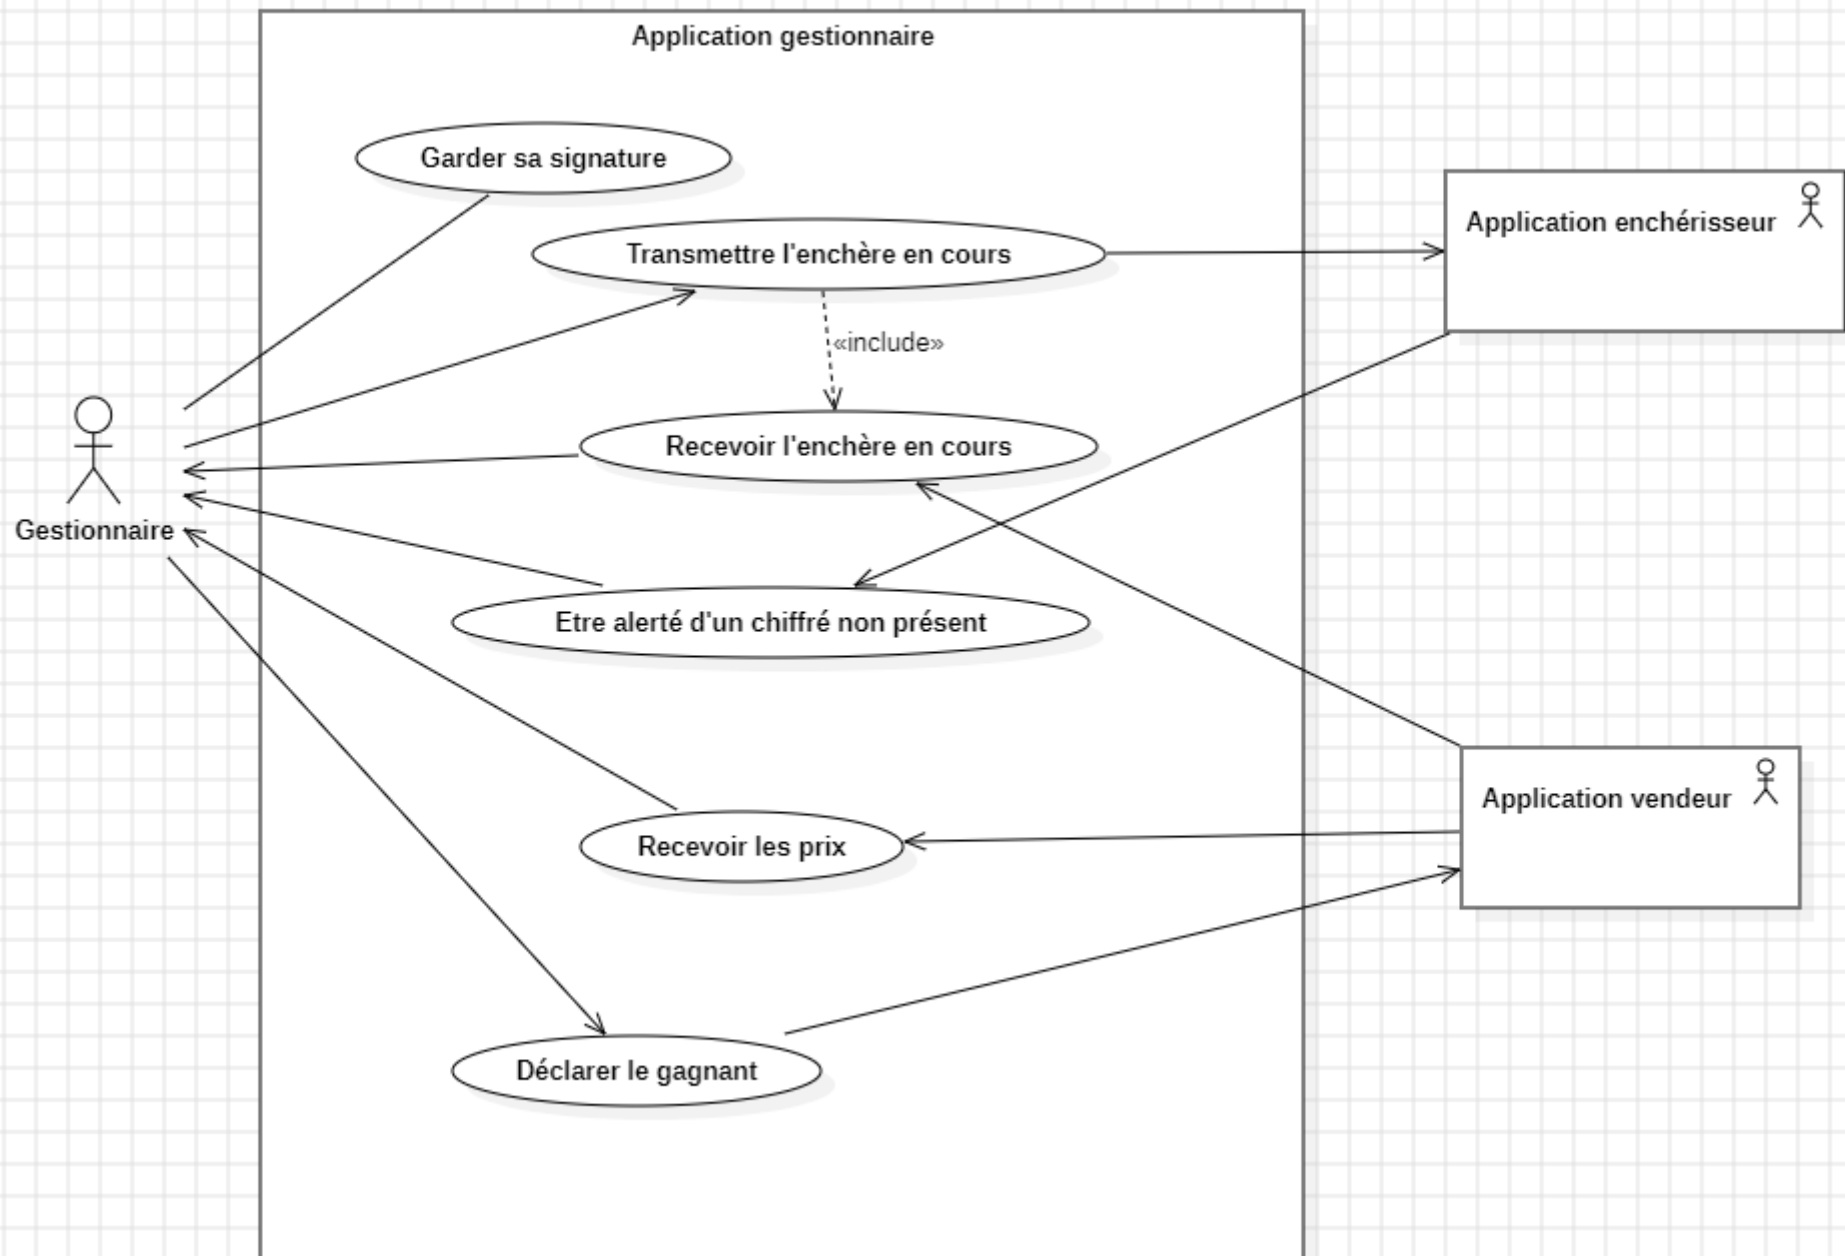 Application gestionnaire
Garder sa signature
Application enchérisseur
Transmettre l'enchère en cours
«include»
Recevoir l'enchère en cours
Gestionnaire
Etre alerté d'un chiffré non présent
Application vendeur
Recevoir les prix
Déclarer le gagnant